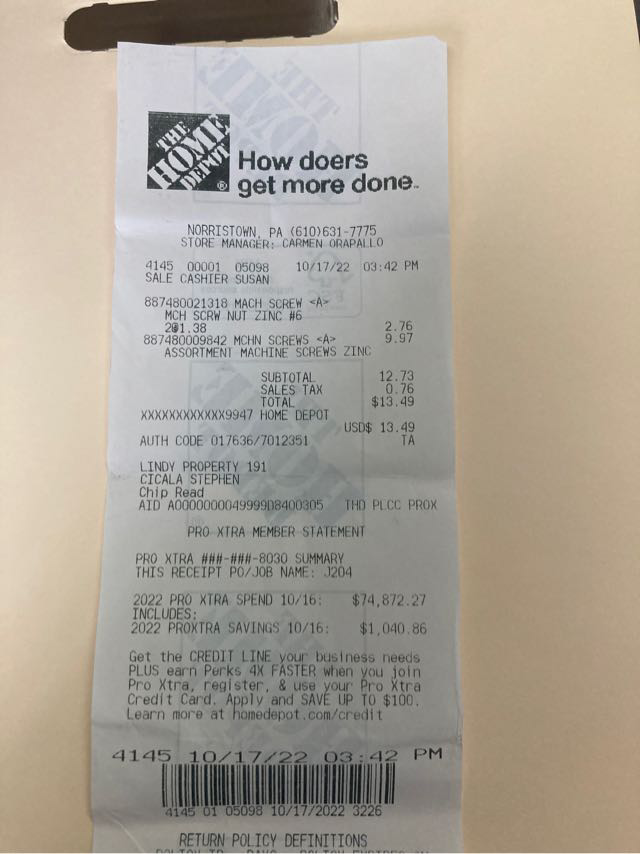 THE
HOME
DEPOT
®
How doers
get more done™
NORRISTOWN, PA (610)631-7775
STORE MANAGER: CARMEN ORAPALLO
4145 00001 05098 10/17/22 03:42 PM
SALE CASHIER SUSAN
887480021318 MACH SCREW <A>
MCH SCRW NUT ZINC #6
2@1.38 2.76
887480009842 MCHN SCREWS <A> 9.97
ASSORTMENT MACHINE SCREWS ZINC
SUBTOTAL 12.73
SALES TAX 0.76
TOTAL $13.49
XXXXXXXXXXXX9947 HOME DEPOT
USD$ 13.49
AUTH CODE 017636/7012351 TA
LINDY PROPERTY 191
CICALA STEPHEN
Chip Read
AID A0000000049999D8400305 THD PLCC PROX
PRO XTRA MEMBER STATEMENT
PRO XTRA ###-###-8030 SUMMARY
THIS RECEIPT PO/JOB NAME: J204
2022 PRO XTRA SPEND 10/16: $74,872.27
INCLUDES:
2022 PROXTRA SAVINGS 10/16: $1,040.86
Get the CREDIT LINE your business needs
PLUS earn Perks 4X FASTER when you join
Pro Xtra, register, & use your Pro Xtra
Credit Card. Apply and SAVE UP TO $100.
Learn more at homedepot.com/credit
4145 10/17/22 03:42 PM
4145 01 05098 10/17/2022 3226
RETURN POLICY DEFINITIONS